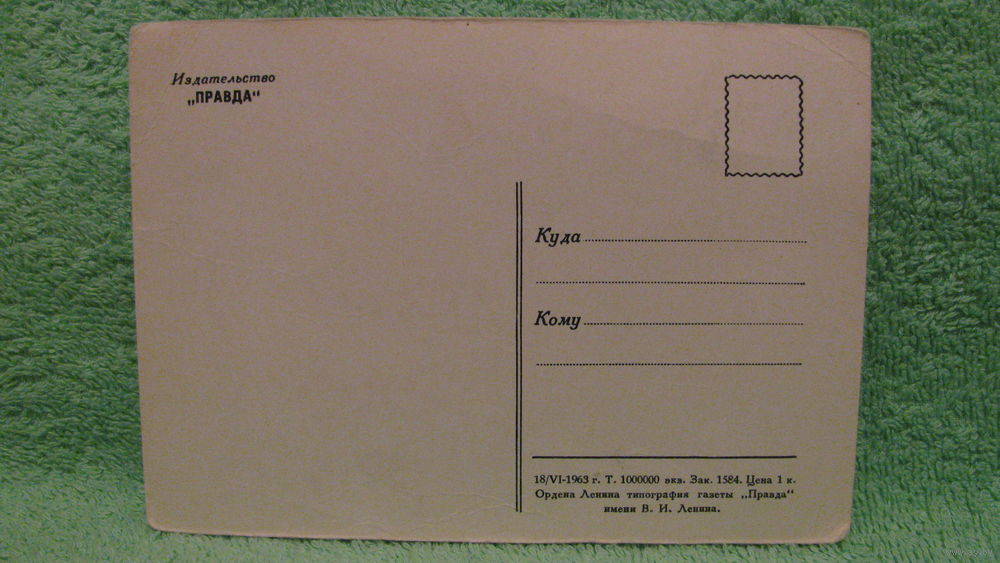 Издательство
„ПРАВДА“
Куда
Кому
18/VI-1963 г. Т. 1000000 экз. Зак. 1584. Цена 1 к.
Ордена Ленина типография газеты „Правда“
имени В. И. Ленина.